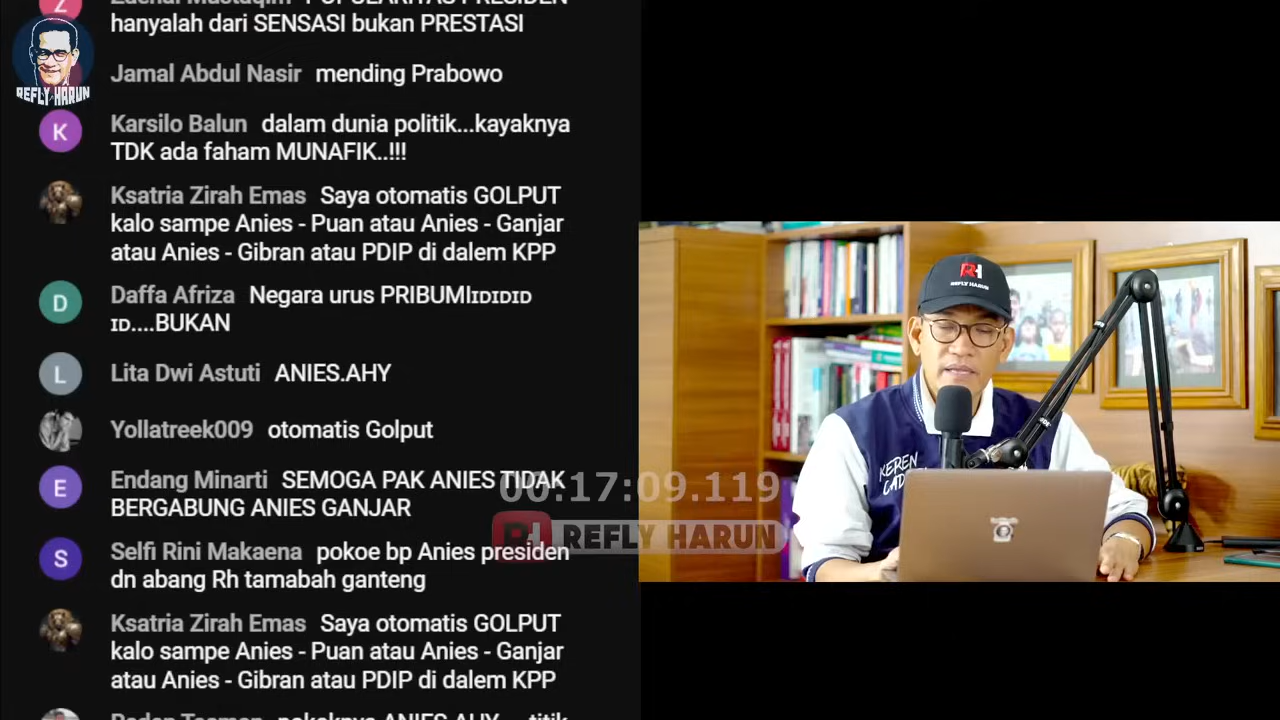 hanyalah dari SENSASI bukan PRESTASI
REFLY HARUN
Jamal Abdul Nasir mending Prabowo
K
Karsilo Balun dalam dunia politik...kayaknya
TDK ada faham MUNAFIK..!!!
Ksatria Zirah Emas Saya otomatis GOLPUT
kalo sampe Anies - Puan atau Anies - Ganjar
atau Anies - Gibran atau PDIP di dalem KPP
D
Daffa Afriza Negara urus PRIBUMIɪᴅɪᴅɪᴅ
ɪᴅ....BUKAN
L
Lita Dwi Astuti ANIES.AHY
Yollatreek009 otomatis Golput
E
Endang Minarti SEMOGA PAK ANIES TIDAK
BERGABUNG ANIES GANJAR
S
Selfi Rini Makaena pokoe bp Anies presiden
dn abang Rh tamabah ganteng
Ksatria Zirah Emas Saya otomatis GOLPUT
kalo sampe Anies - Puan atau Anies - Ganjar
atau Anies - Gibran atau PDIP di dalem KPP
00:17:09.119
RH REFLY HARUN
RH
REFLY HARUN
KEREN